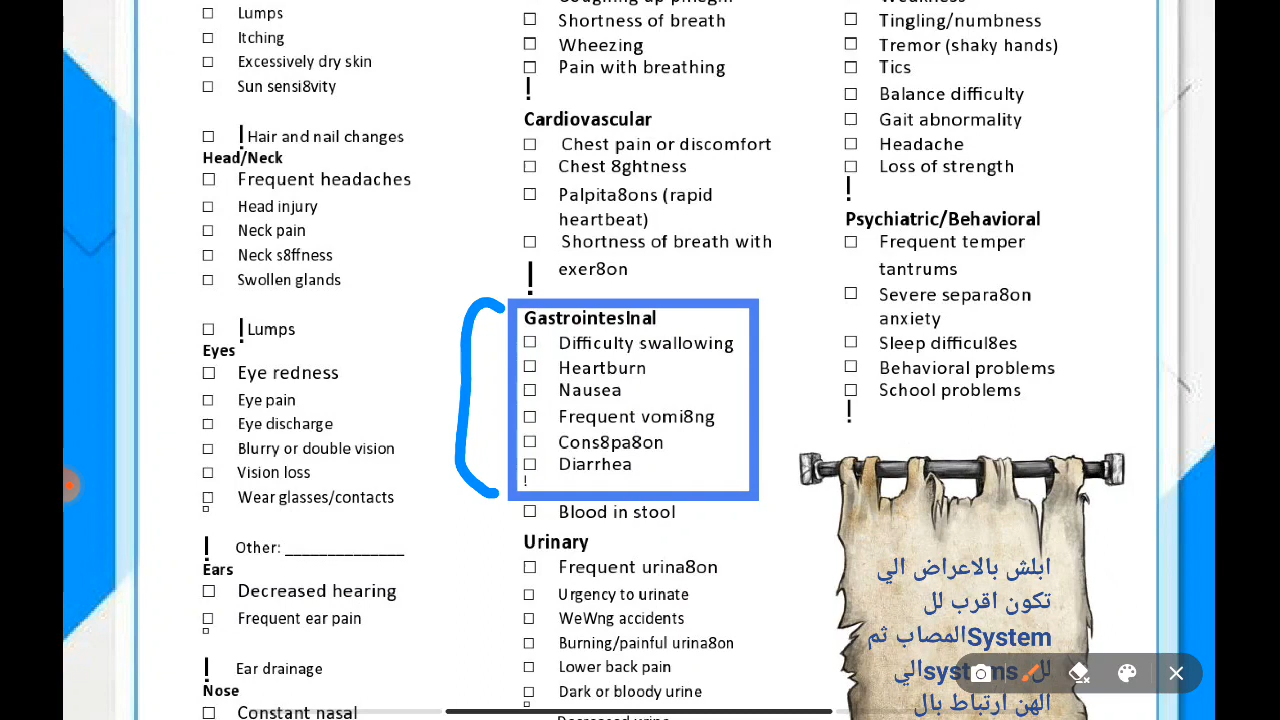 Lumps
Itching
Excessively dry skin
Sun sensi8vity
! Hair and nail changes
Head/Neck
Frequent headaches
Head injury
Neck pain
Neck s8ffness
Swollen glands
! Lumps
Eyes
Eye redness
Eye pain
Eye discharge
Blurry or double vision
Vision loss
Wear glasses/contacts
! Other: ______________
Ears
Decreased hearing
Frequent ear pain
! Ear drainage
Nose
Constant nasal
Shortness of breath
Wheezing
Pain with breathing
!
Cardiovascular
Chest pain or discomfort
Chest 8ghtness
Palpita8ons (rapid
heartbeat)
Shortness of breath with
! exer8on
GastrointesInal
Difficulty swallowing
Heartburn
Nausea
Frequent vomi8ng
Cons8pa8on
Diarrhea
!
Blood in stool
Urinary
Frequent urina8on
Urgency to urinate
WeWng accidents
Burning/painful urina8on
Lower back pain
Dark or bloody urine
Tingling/numbness
Tremor (shaky hands)
Tics
Balance difficulty
Gait abnormality
Headache
Loss of strength
!
Psychiatric/Behavioral
Frequent temper
tantrums
Severe separa8on
anxiety
Sleep difficul8es
Behavioral problems
School problems
!
ابلش بالاعراض الي
تكون اقرب لل
Systemالمصاب ثم
لل systemsالي
الهن ارتباط بال